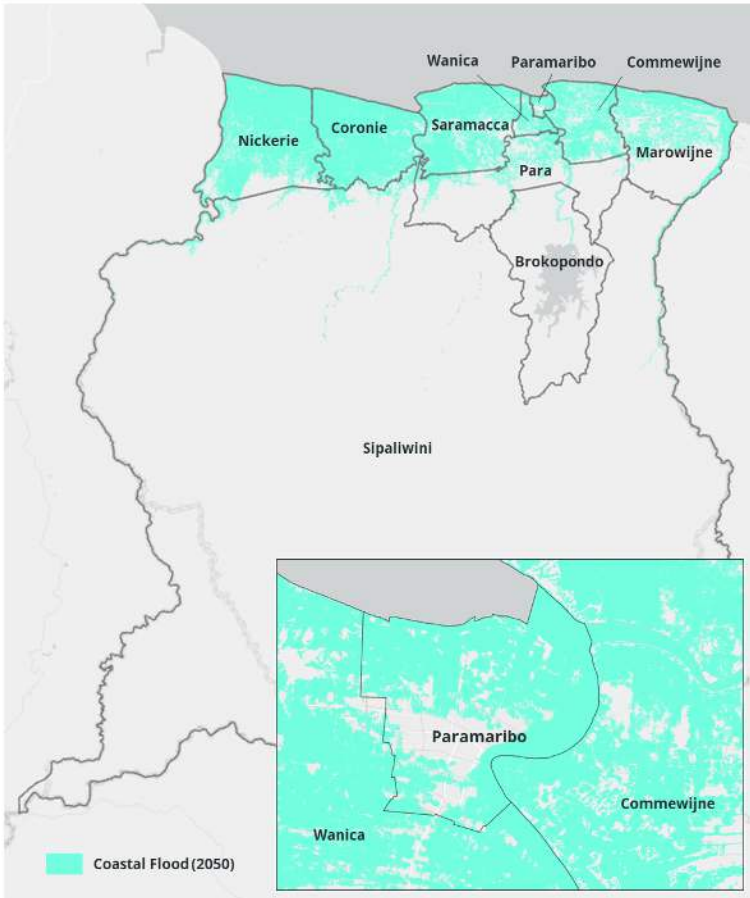 Wanica
Paramaribo
Commewijne
Nickerie
Coronie
Saramacca
Marowijne
Para
Brokopondo
Sipaliwini
Paramaribo
Commewijne
Wanica
Coastal Flood (2050)